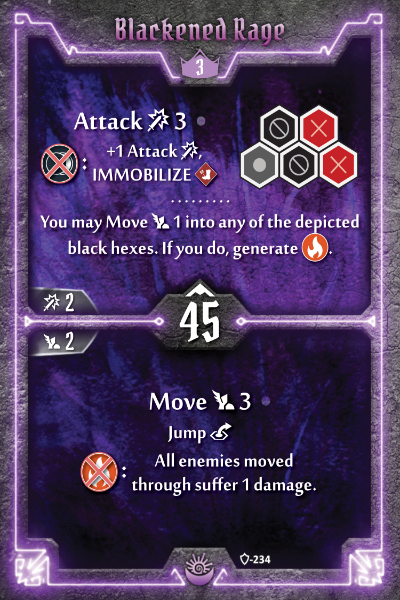 Blackened Rage
3
Attack 3
: +1 Attack ,
IMMOBILIZE
You may Move 1 into any of the depicted
black hexes. If you do, generate .
2
45
2
Move 3
Jump
: All enemies moved
through suffer 1 damage.
-234